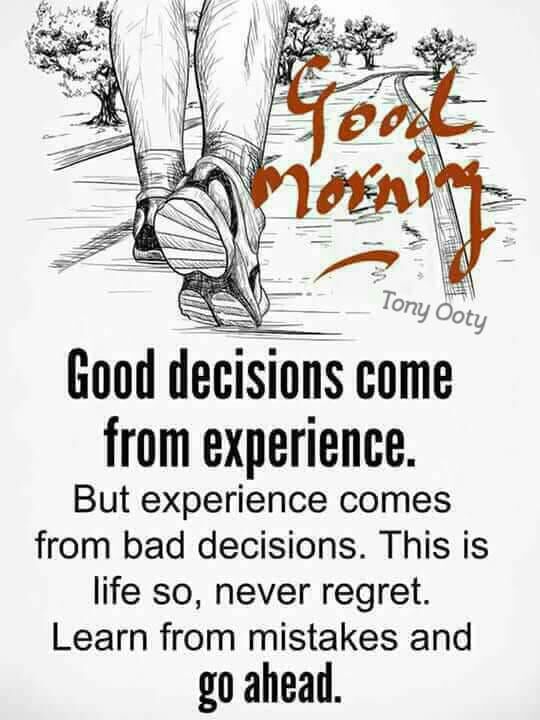 Good
Morning
Tony Ooty
Good decisions come
from experience.
But experience comes
from bad decisions. This is
life so, never regret.
Learn from mistakes and
go ahead.